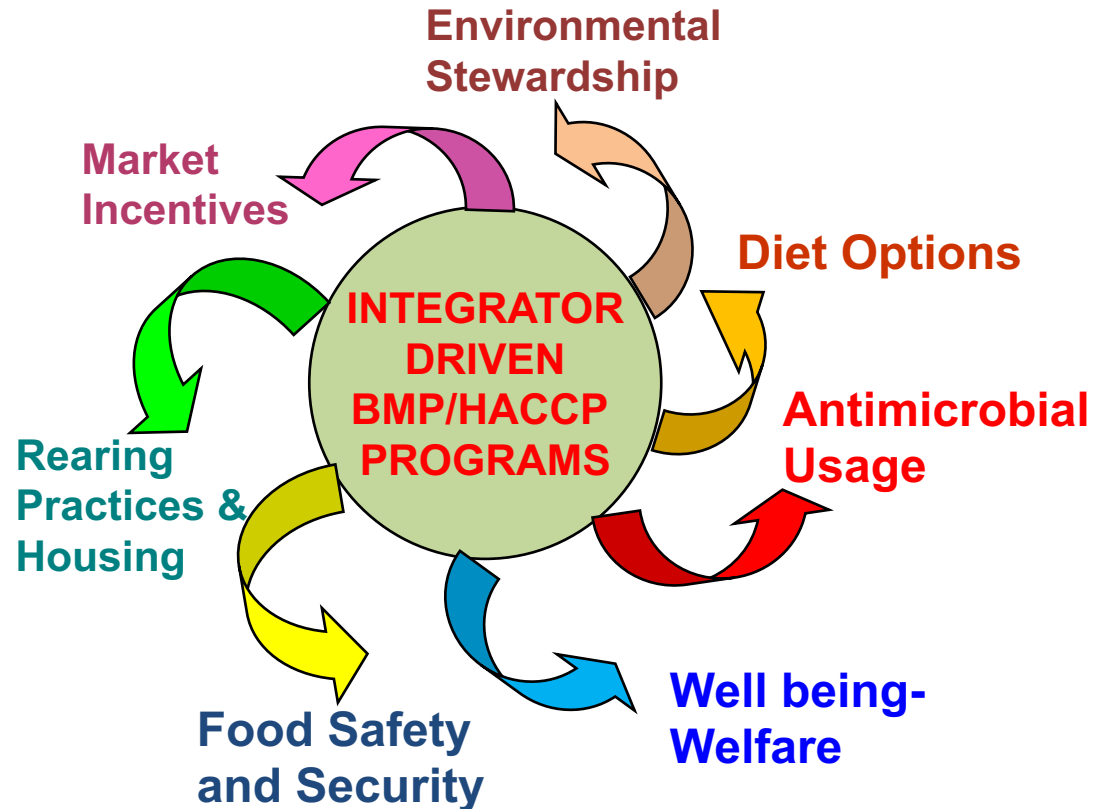 Environmental
Stewardship
Market
Incentives
Diet Options
INTEGRATOR
DRIVEN
BMP/HACCP
PROGRAMS
Antimicrobial
Usage
Rearing
Practices &
Housing
Well being-
Welfare
Food Safety
and Security